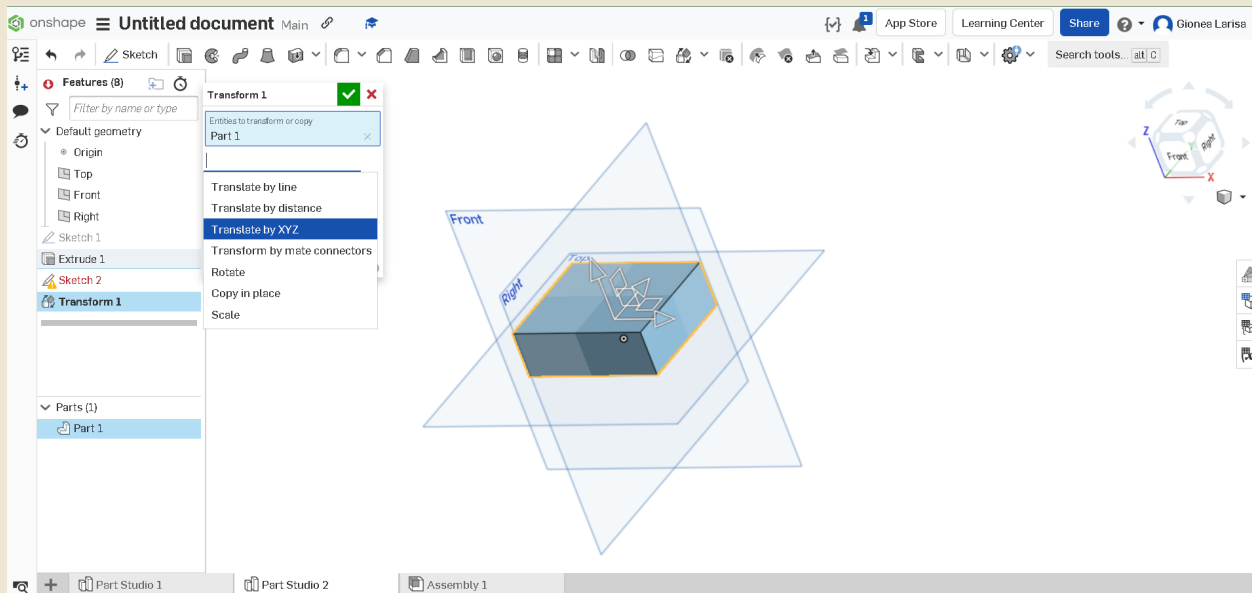 onshape Untitled document Main 1 App Store Learning Center Share Gionea Larisa
Sketch Search tools... alt C
Features (8)
Filter by name or type
Default geometry
Origin
Top
Front
Right
Sketch 1
Extrude 1
Sketch 2
Transform 1
Parts (1)
Part 1
Transform 1
Entities to transform or copy
Part 1
Translate by line
Translate by distance
Translate by XYZ
Transform by mate connectors
Rotate
Copy in place
Scale
Front
Top
Right
Z
Top
Front
Right
Y
X
Part Studio 1 Part Studio 2 Assembly 1